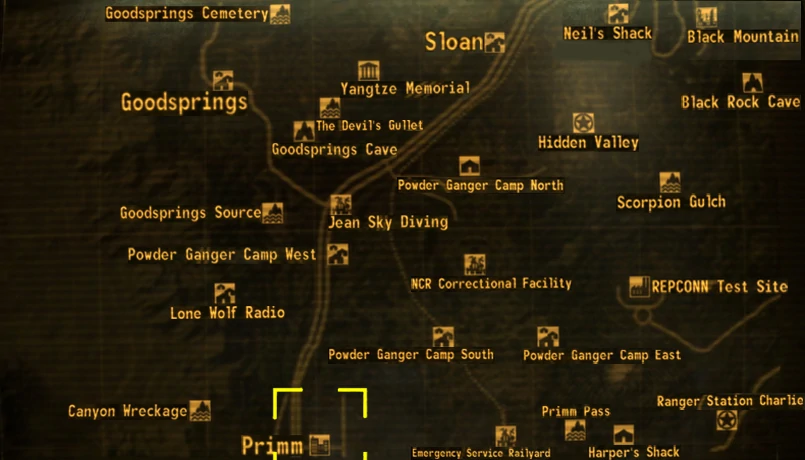 Goodsprings Cemetery
Neil's Shack
Black Mountain
Sloan
Yangtze Memorial
Goodsprings
Black Rock Cave
The Devil's Gullet
Goodsprings Cave
Hidden Valley
Powder Ganger Camp North
Scorpion Gulch
Goodsprings Source
Jean Sky Diving
Powder Ganger Camp West
NCR Correctional Facility
REPCONN Test Site
Lone Wolf Radio
Powder Ganger Camp South
Powder Ganger Camp East
Ranger Station Charlie
Canyon Wreckage
Primm Pass
Primm
Emergency Service Railyard
Harper's Shack